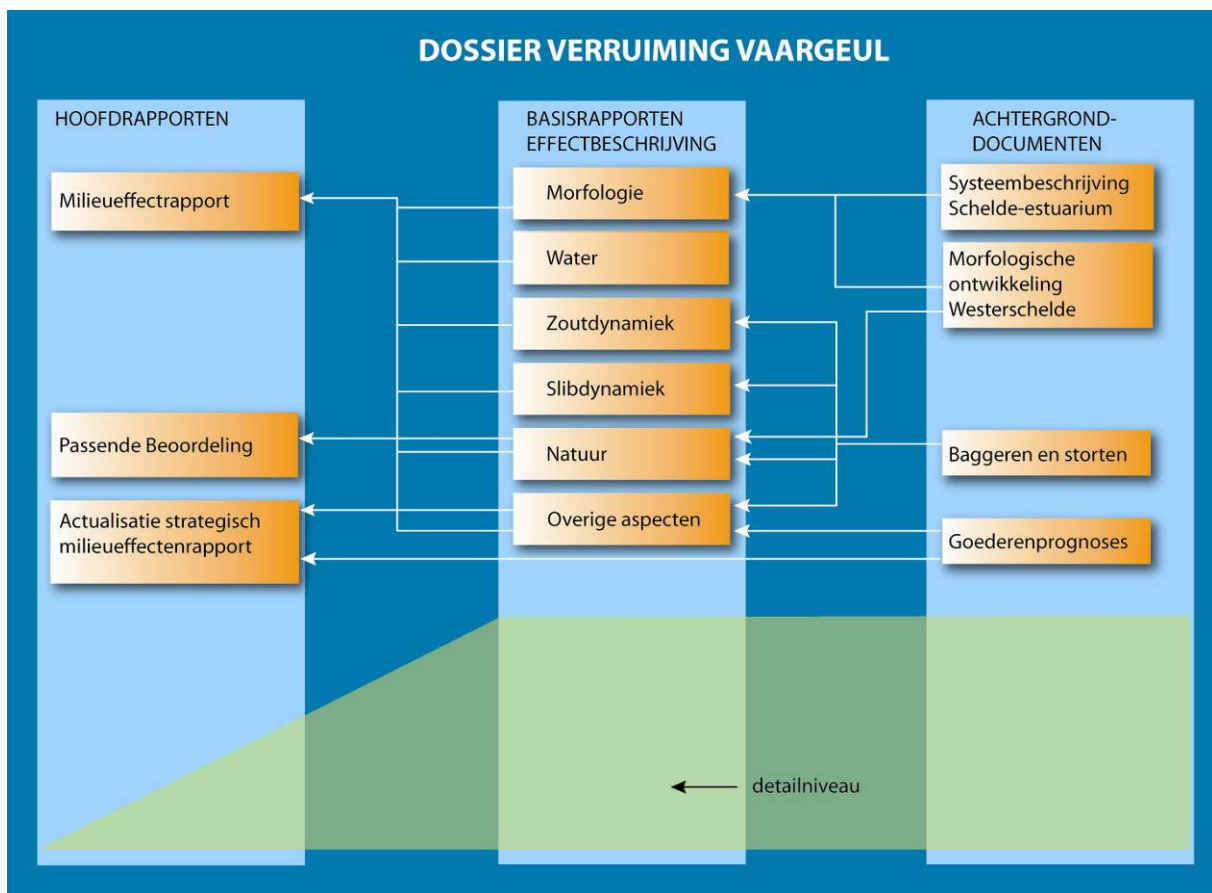 DOSSIER VERRUIMING VAARGEUL
HOOFDRAPPORTEN
Milieueffectrapport
Passende Beoordeling
Actualisatie strategisch
milieueffectenrapport
BASISRAPPORTEN
EFFECTBESCHRIJVING
Morfologie
Water
Zoutdynamiek
Slibdynamiek
Natuur
Overige aspecten
ACHTERGROND-
DOCUMENTEN
Systeembeschrijving
Schelde-estuarium
Morfologische
ontwikkeling
Westerschelde
Baggeren en storten
Goederenprognoses
detailniveau